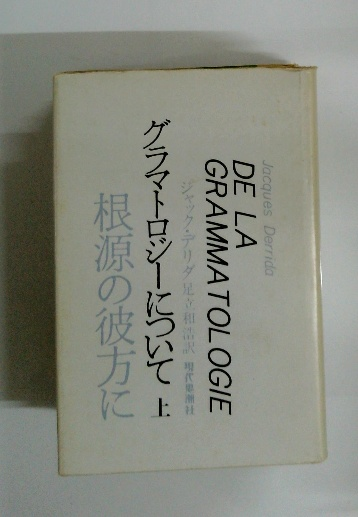 Jacques Derrida
DE LA
GRAMMATOLOGIE
ジャック・デリダ 足立和浩訳 現代思潮社
グラマトロジーについて 上
根源の彼方に